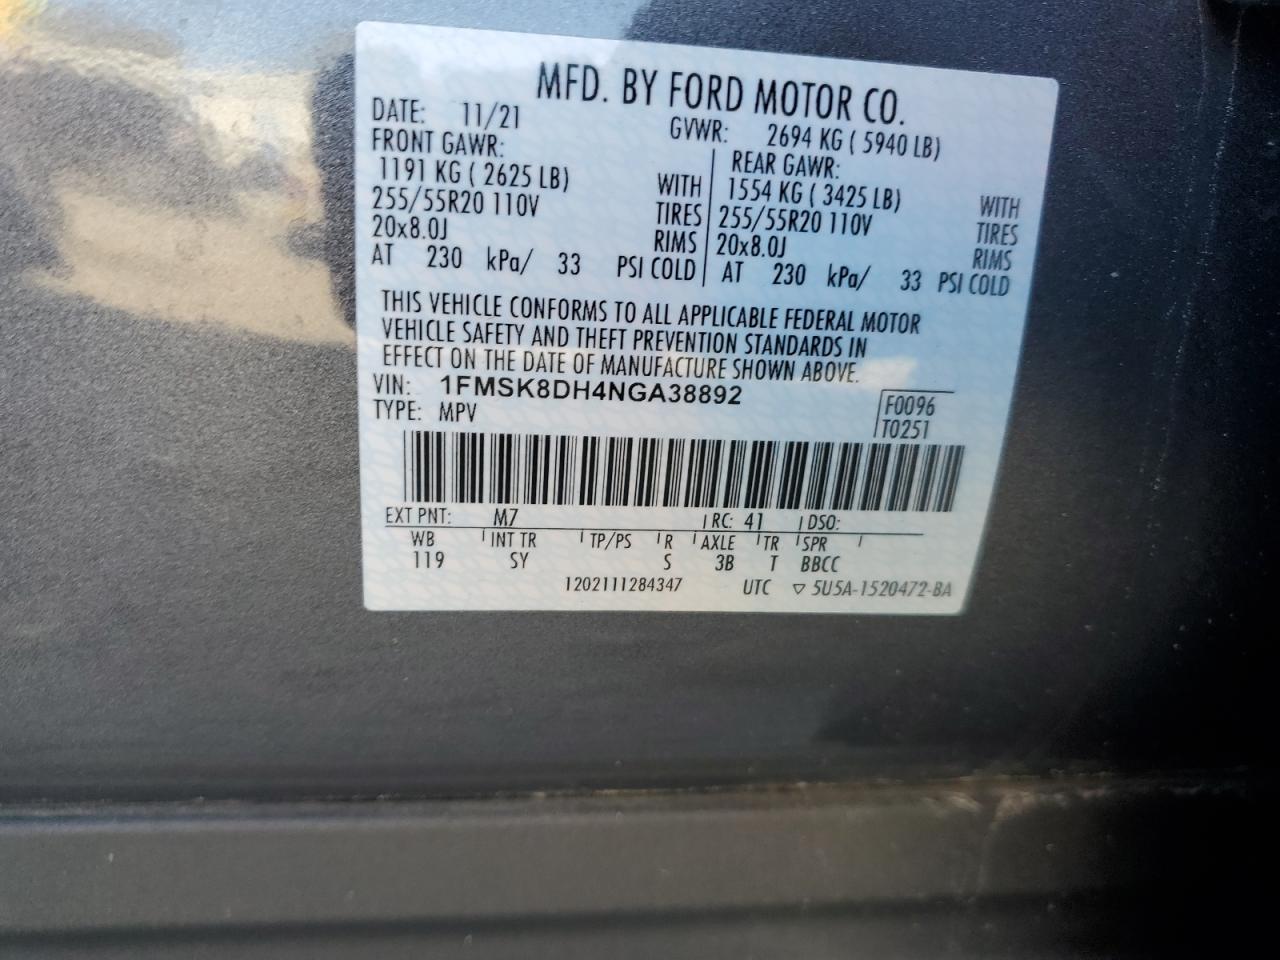 MFD. BY FORD MOTOR CO.
DATE: 11/21 GVWR: 2694 KG ( 5940 LB)
FRONT GAWR: REAR GAWR:
1191 KG ( 2625 LB) WITH 1554 KG ( 3425 LB) WITH
255/55R20 110V TIRES 255/55R20 110V TIRES
20x8.0J RIMS 20x8.0J RIMS
AT 230 kPa/ 33 PSI COLD AT 230 kPa/ 33 PSI COLD
THIS VEHICLE CONFORMS TO ALL APPLICABLE FEDERAL MOTOR
VEHICLE SAFETY AND THEFT PREVENTION STANDARDS IN
EFFECT ON THE DATE OF MANUFACTURE SHOWN ABOVE.
VIN: 1FMSK8DH4NGA38892 F0096
TYPE: MPV T0251
EXT PNT: M7 RC: 41 DSO:
WB INT TR TP/PS R AXLE TR SPR
119 SY S 3B T BBCC
1202111284347 UTC ▽ 5U5A-1520472-BA